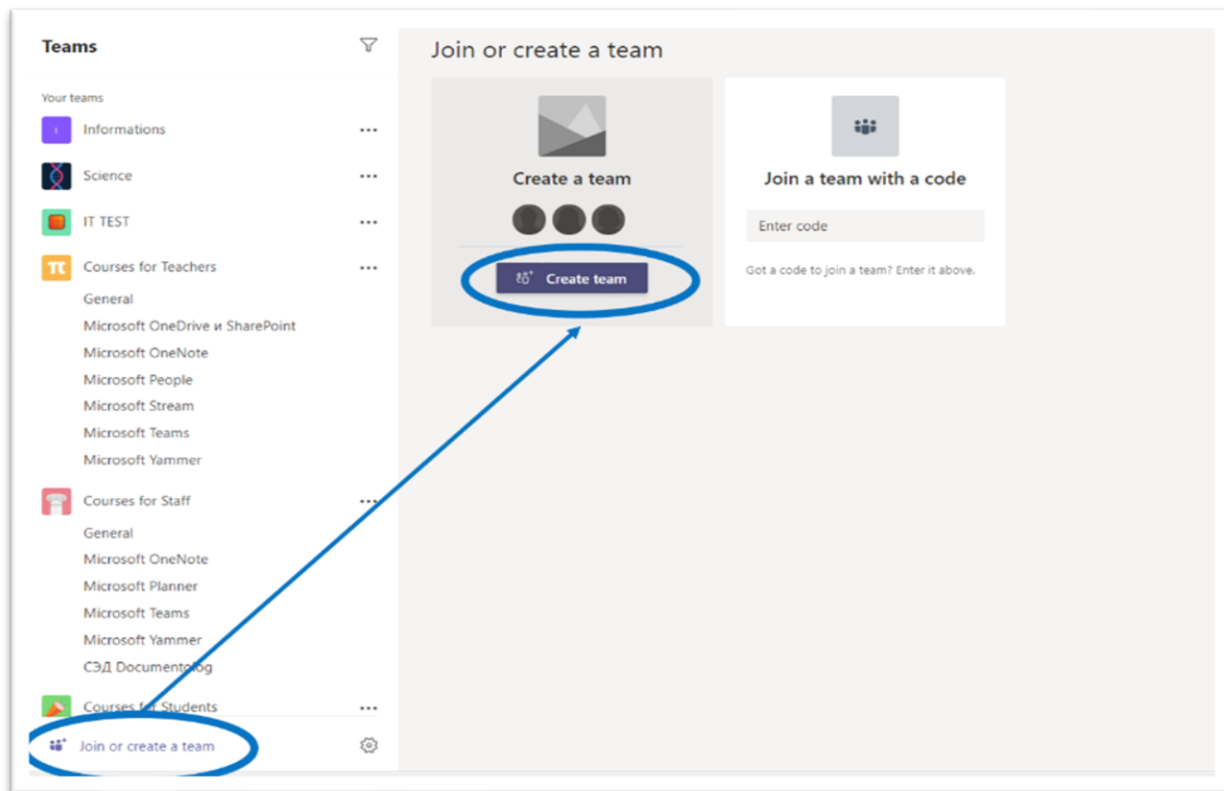 Teams
Your teams
Informations
Science
IT TEST
Courses for Teachers
General
Microsoft OneDrive и SharePoint
Microsoft OneNote
Microsoft People
Microsoft Stream
Microsoft Teams
Microsoft Yammer
Courses for Staff
General
Microsoft OneNote
Microsoft Planner
Microsoft Teams
Microsoft Yammer
СЭД Documentolog
Courses for Students
Join or create a team
Join or create a team
Create a team
Create team
Join a team with a code
Enter code
Got a code to join a team? Enter it above.